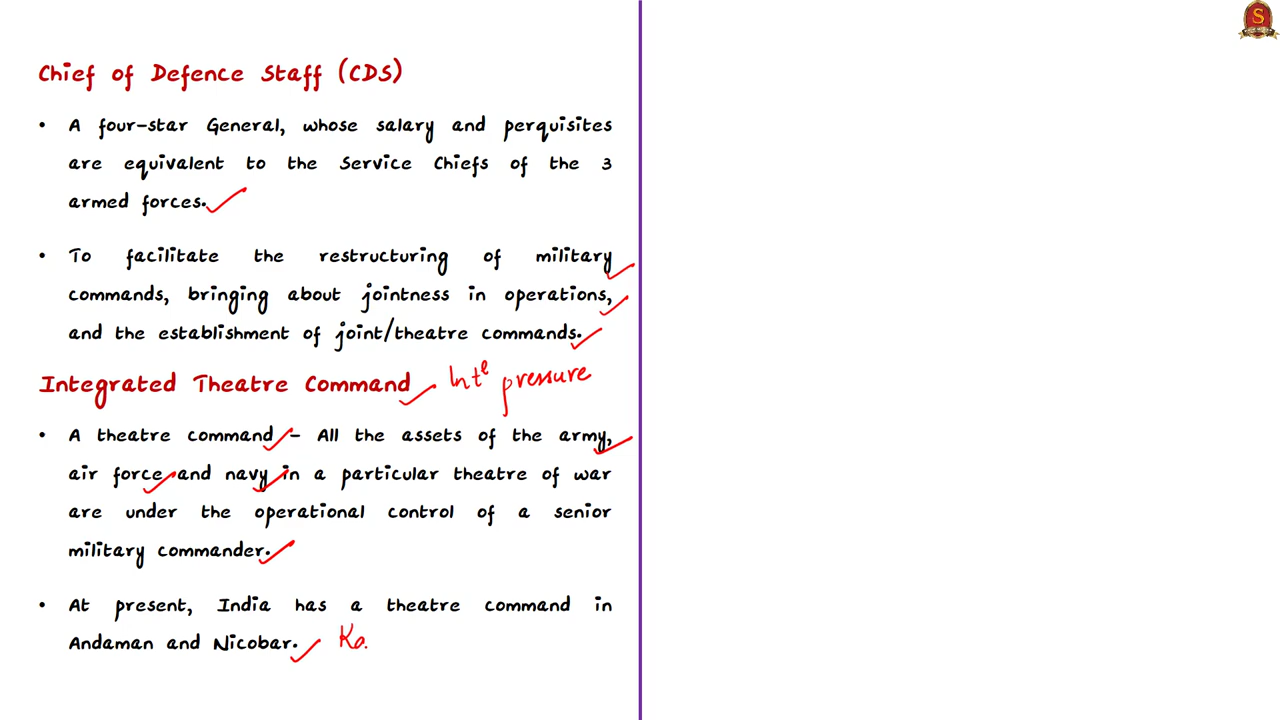 Chief of Defence Staff (CDS)
• A four-star General, whose salary and perquisites
are equivalent to the Service Chiefs of the 3
armed forces.
• To facilitate the restructuring of military
commands, bringing about jointness in operations,
and the establishment of joint/theatre commands.
Integrated Theatre Command Intl pressure
• A theatre command - All the assets of the army,
air force and navy in a particular theatre of war
are under the operational control of a senior
military commander.
• At present, India has a theatre command in
Andaman and Nicobar. Ka
S